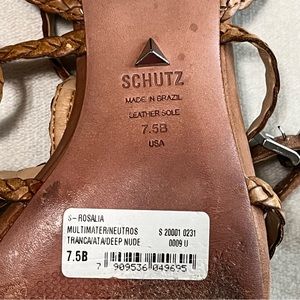 SCHUTZ
MADE IN BRAZIL
LEATHER SOLE
7.5B
USA
S - ROSALIA
MULTIMATER/NEUTROS S 20001 0231
TRANCA/ATA/DEEP NUDE 0009 U
7.5B
7 909536 049695